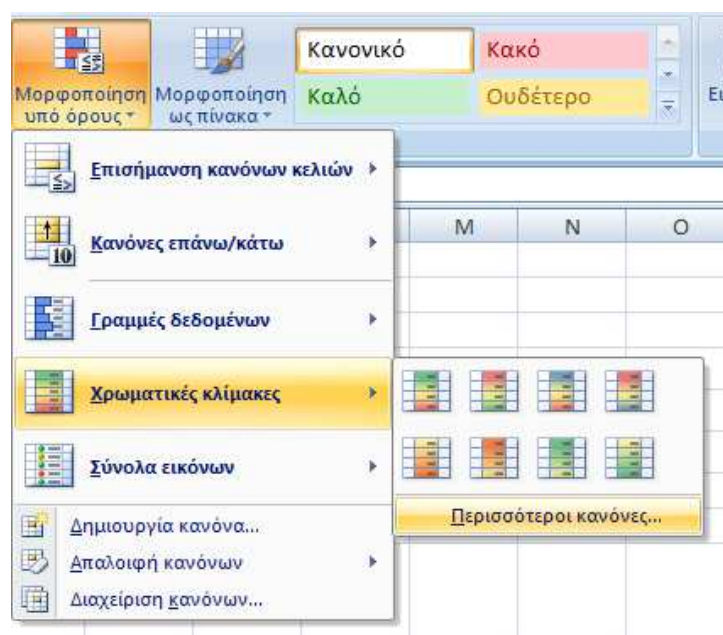 Κανονικό Κακό
Μορφοποίηση υπό όρους
Μορφοποίηση ως πίνακα
Καλό Ουδέτερο
Επισήμανση κανόνων κελιών
Κανόνες επάνω/κάτω
10
M N O
Γραμμές δεδομένων
Χρωματικές κλίμακες
Σύνολα εικόνων
Περισσότεροι κανόνες...
Δημιουργία κανόνα...
Απαλοιφή κανόνων
Διαχείριση κανόνων...